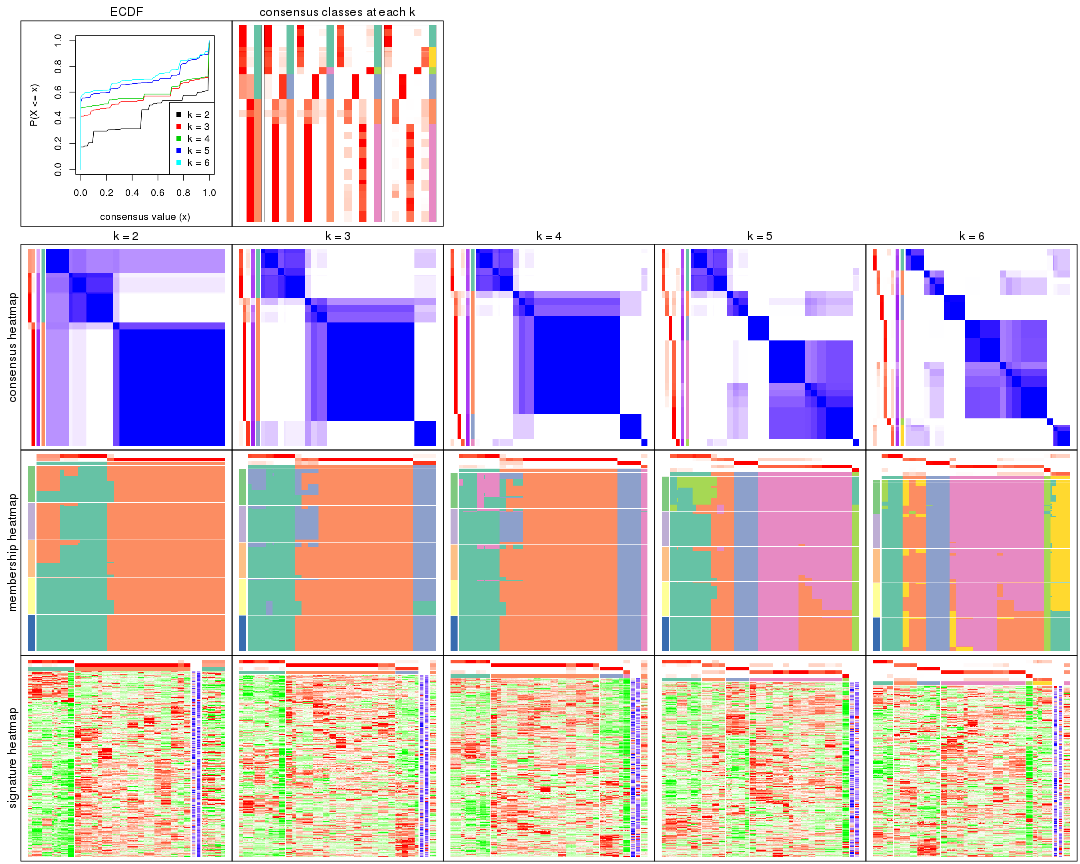 ECDF
consensus classes at each k
P(X <= x)
0.0 0.2 0.4 0.6 0.8 1.0
k = 2
k = 3
k = 4
k = 5
k = 6
0.0 0.2 0.4 0.6 0.8 1.0
consensus value (x)
k = 2
k = 3
k = 4
k = 5
k = 6
consensus heatmap
membership heatmap
signature heatmap